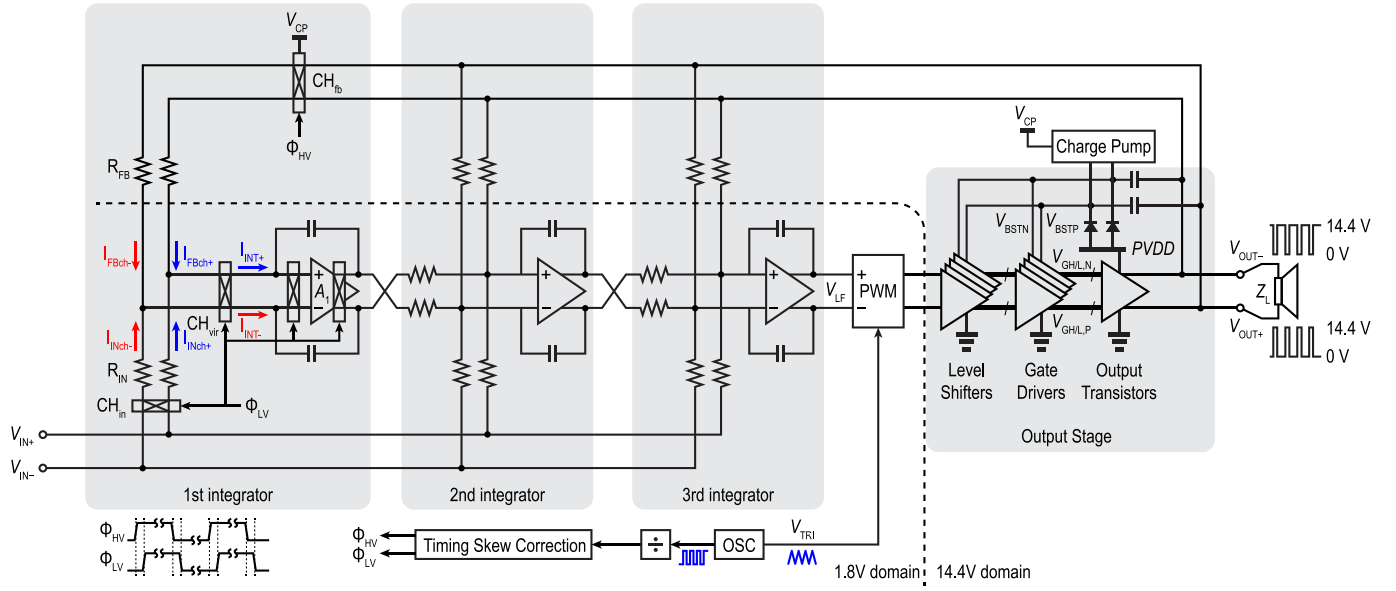 V_CP
CH_fb
Φ_HV
R_FB
I_FBch-
I_FBch+
I_INT+
A_1
+
−
CH_vir
I_INT-
I_INch-
I_INch+
R_IN
CH_in
Φ_LV
V_IN+
V_IN−
1st integrator
+
−
2nd integrator
+
−
3rd integrator
V_LF
+
−
PWM
V_CP
Charge Pump
V_BSTN
V_BSTP
PVDD
V_GH/L,N
V_GH/L,P
Level Shifters
Gate Drivers
Output Transistors
Output Stage
V_OUT−
V_OUT+
Z_L
14.4 V
0 V
14.4 V
0 V
Φ_HV
Φ_LV
Φ_HV
Φ_LV
Timing Skew Correction
÷
OSC
V_TRI
1.8V domain
14.4V domain